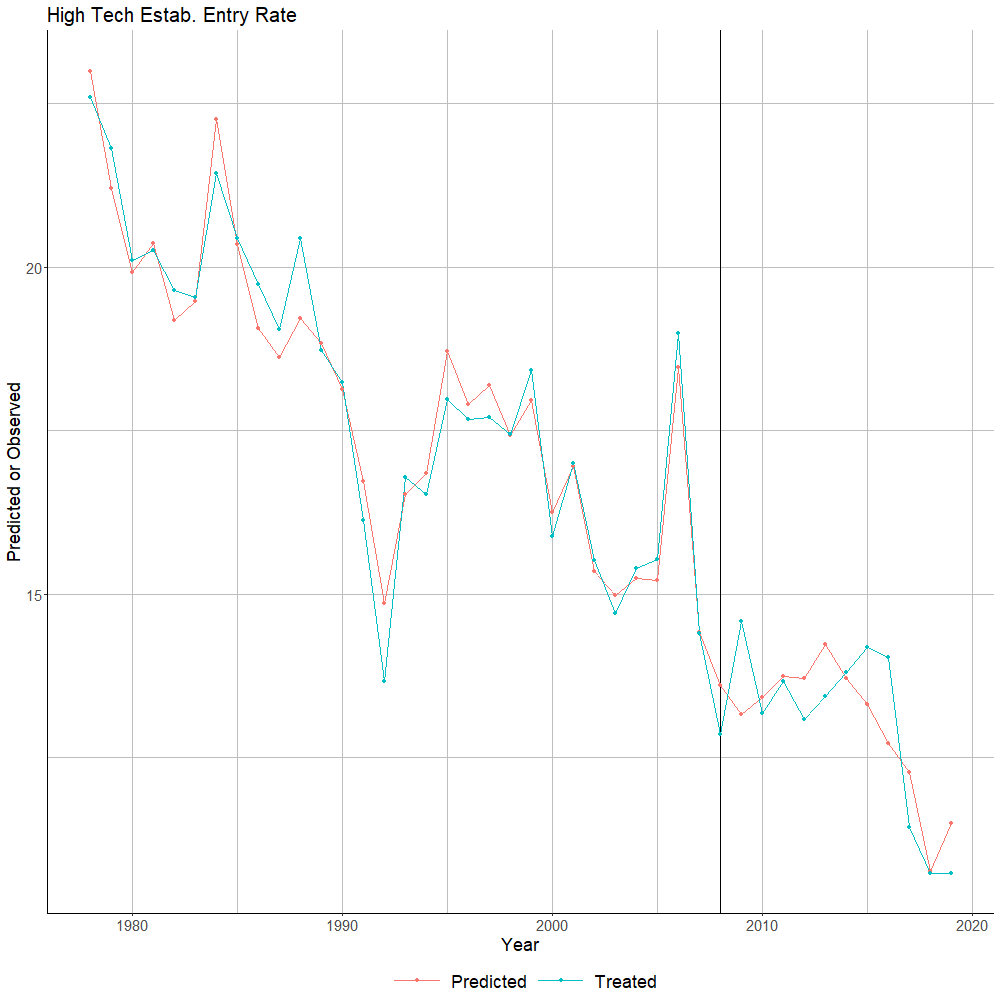 High Tech Estab. Entry Rate
Predicted or Observed
20
15
1980 1990 2000 2010 2020
Year
Predicted Treated